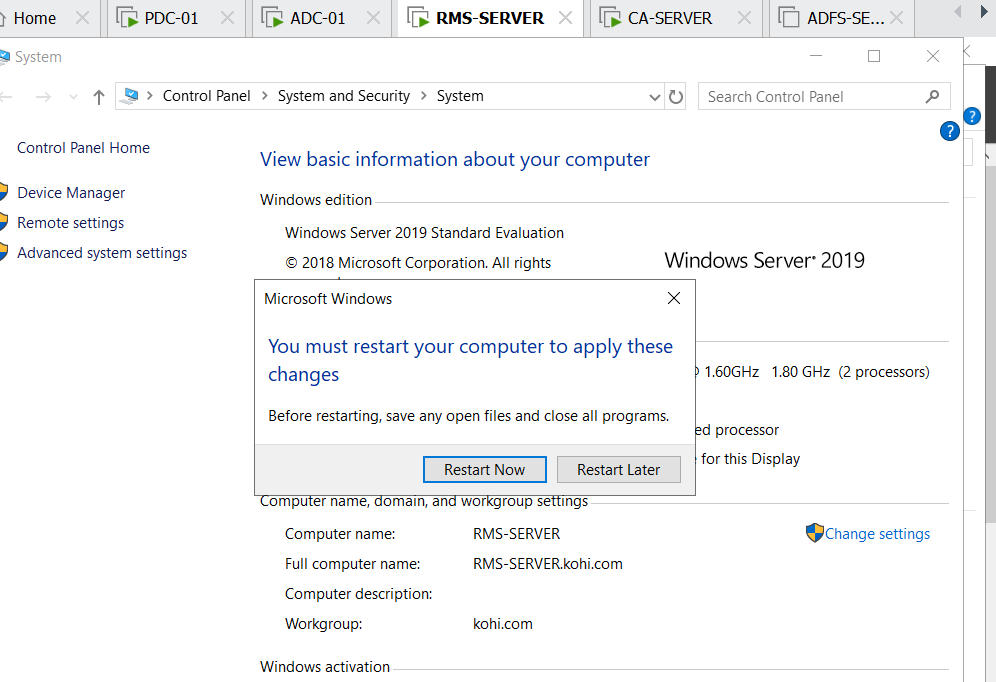 Home
PDC-01
ADC-01
RMS-SERVER
CA-SERVER
ADFS-SE...
System
Control Panel > System and Security > System
Search Control Panel
Control Panel Home
Device Manager
Remote settings
Advanced system settings
View basic information about your computer
Windows edition
Windows Server 2019 Standard Evaluation
© 2018 Microsoft Corporation. All rights
Windows Server® 2019
Microsoft Windows
You must restart your computer to apply these
changes
Before restarting, save any open files and close all programs.
Restart Now
Restart Later
1.60GHz 1.80 GHz (2 processors)
processor
for this Display
Computer name, domain, and workgroup settings
Computer name: RMS-SERVER
Change settings
Full computer name: RMS-SERVER.kohi.com
Computer description:
Workgroup: kohi.com
Windows activation